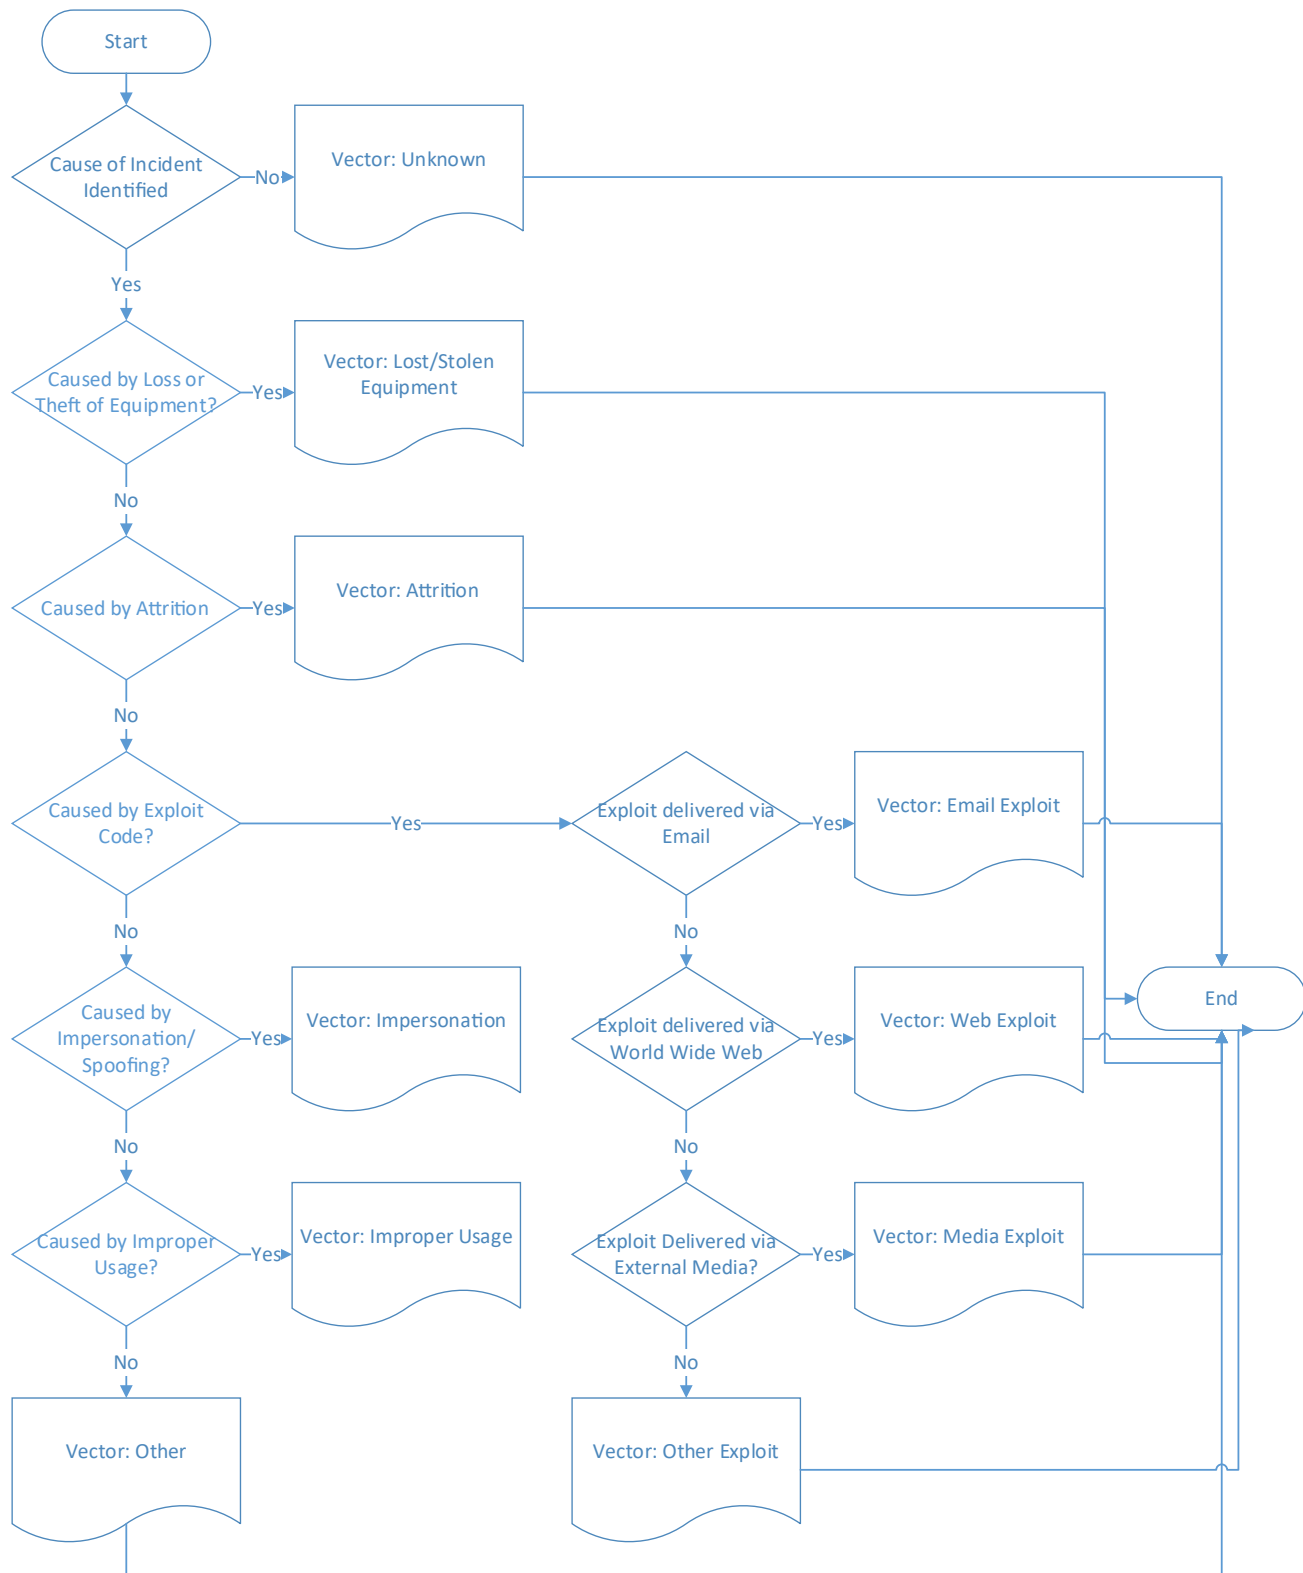 Start
Cause of Incident
Identified
No
Vector: Unknown
Yes
Caused by Loss or
Theft of Equipment?
Yes
Vector: Lost/Stolen
Equipment
No
Caused by Attrition
Yes
Vector: Attrition
No
Caused by Exploit
Code?
Yes
Exploit delivered via
Email
Yes
Vector: Email Exploit
No
No
Caused by
Impersonation/
Spoofing?
Yes
Vector: Impersonation
Exploit delivered via
World Wide Web
Yes
Vector: Web Exploit
End
No
No
Caused by Improper
Usage?
Yes
Vector: Improper Usage
Exploit Delivered via
External Media?
Yes
Vector: Media Exploit
No
No
Vector: Other
Vector: Other Exploit